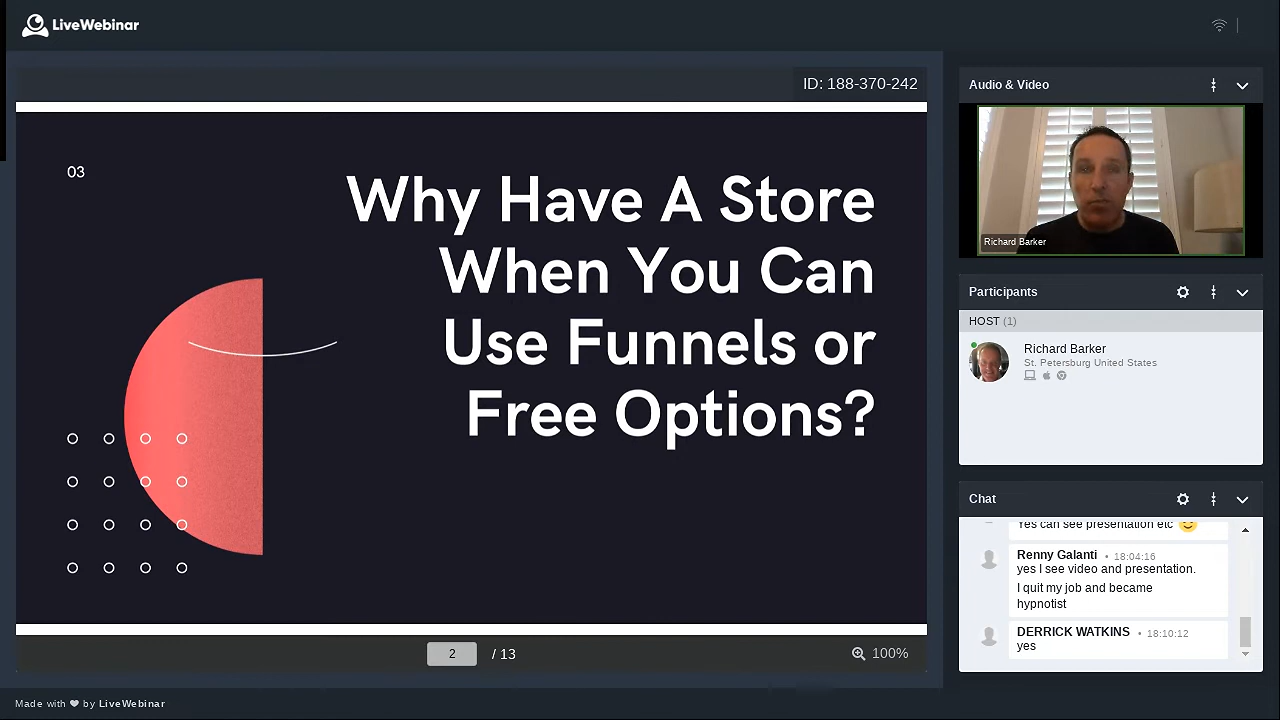 LiveWebinar
ID: 188-370-242
03
Why Have A Store
When You Can
Use Funnels or
Free Options?
2 / 13
100%
Audio & Video
Richard Barker
Participants
HOST (1)
Richard Barker
St. Petersburg United States
Chat
Yes can see presentation etc
Renny Galanti • 18:04:16
yes I see video and presentation.
I quit my job and became
hypnotist
DERRICK WATKINS • 18:10:12
yes
Made with ❤ by LiveWebinar